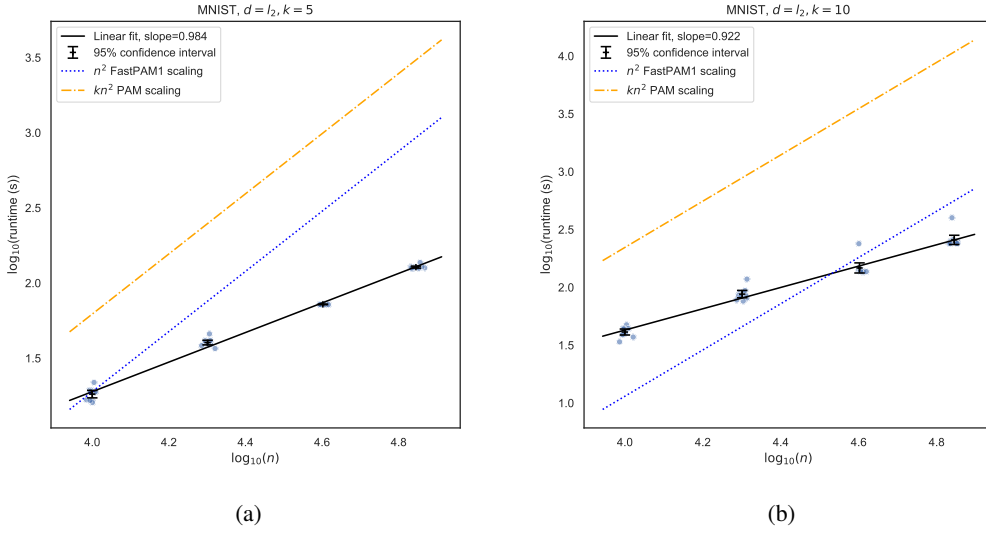 MNIST, d = l₂, k = 5
Linear fit, slope=0.984
95% confidence interval
n² FastPAM1 scaling
kn² PAM scaling
3.5
3.0
2.5
2.0
1.5
log₁₀(runtime (s))
4.0 4.2 4.4 4.6 4.8
log₁₀(n)
(a)
MNIST, d = l₂, k = 10
Linear fit, slope=0.922
95% confidence interval
n² FastPAM1 scaling
kn² PAM scaling
4.0
3.5
3.0
2.5
2.0
1.5
1.0
log₁₀(runtime (s))
4.0 4.2 4.4 4.6 4.8
log₁₀(n)
(b)